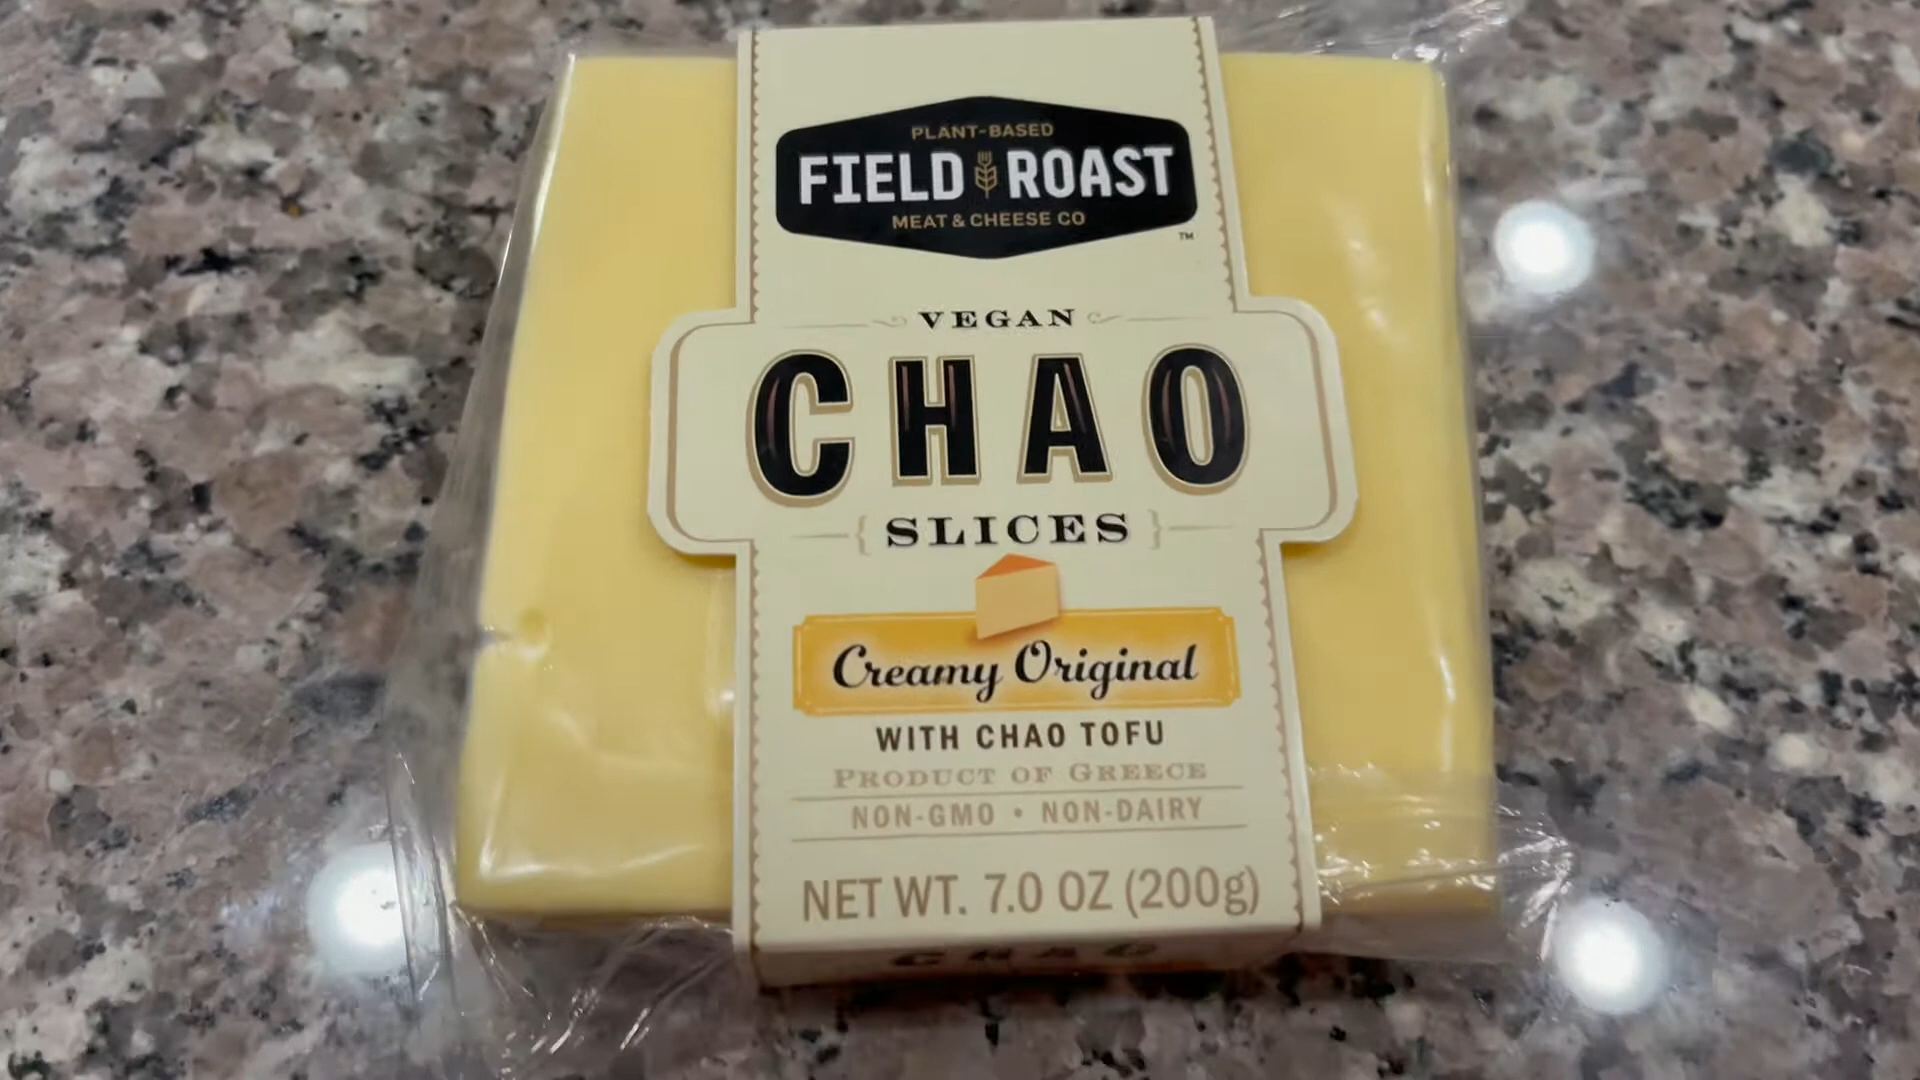 PLANT-BASED
FIELD ROAST
MEAT & CHEESE CO
™
VEGAN
CHAO
SLICES
Creamy Original
WITH CHAO TOFU
PRODUCT OF GREECE
NON-GMO • NON-DAIRY
NET WT. 7.0 OZ (200g)
CHAO